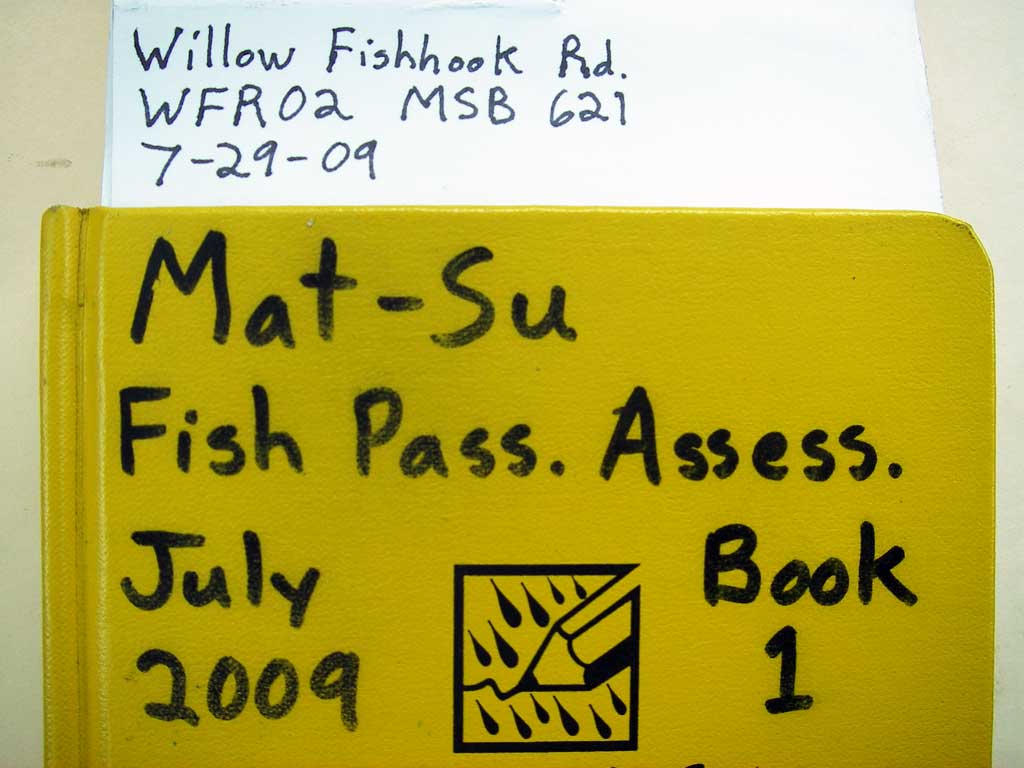 Willow Fishhook Rd.
WFR02 MSB 621
7-29-09
Mat-Su
Fish Pass. Assess.
July Book
2009 1